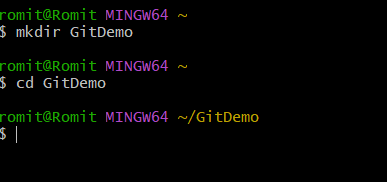 romit@Romit MINGW64 ~
$ mkdir GitDemo
romit@Romit MINGW64 ~
$ cd GitDemo
romit@Romit MINGW64 ~/GitDemo
$